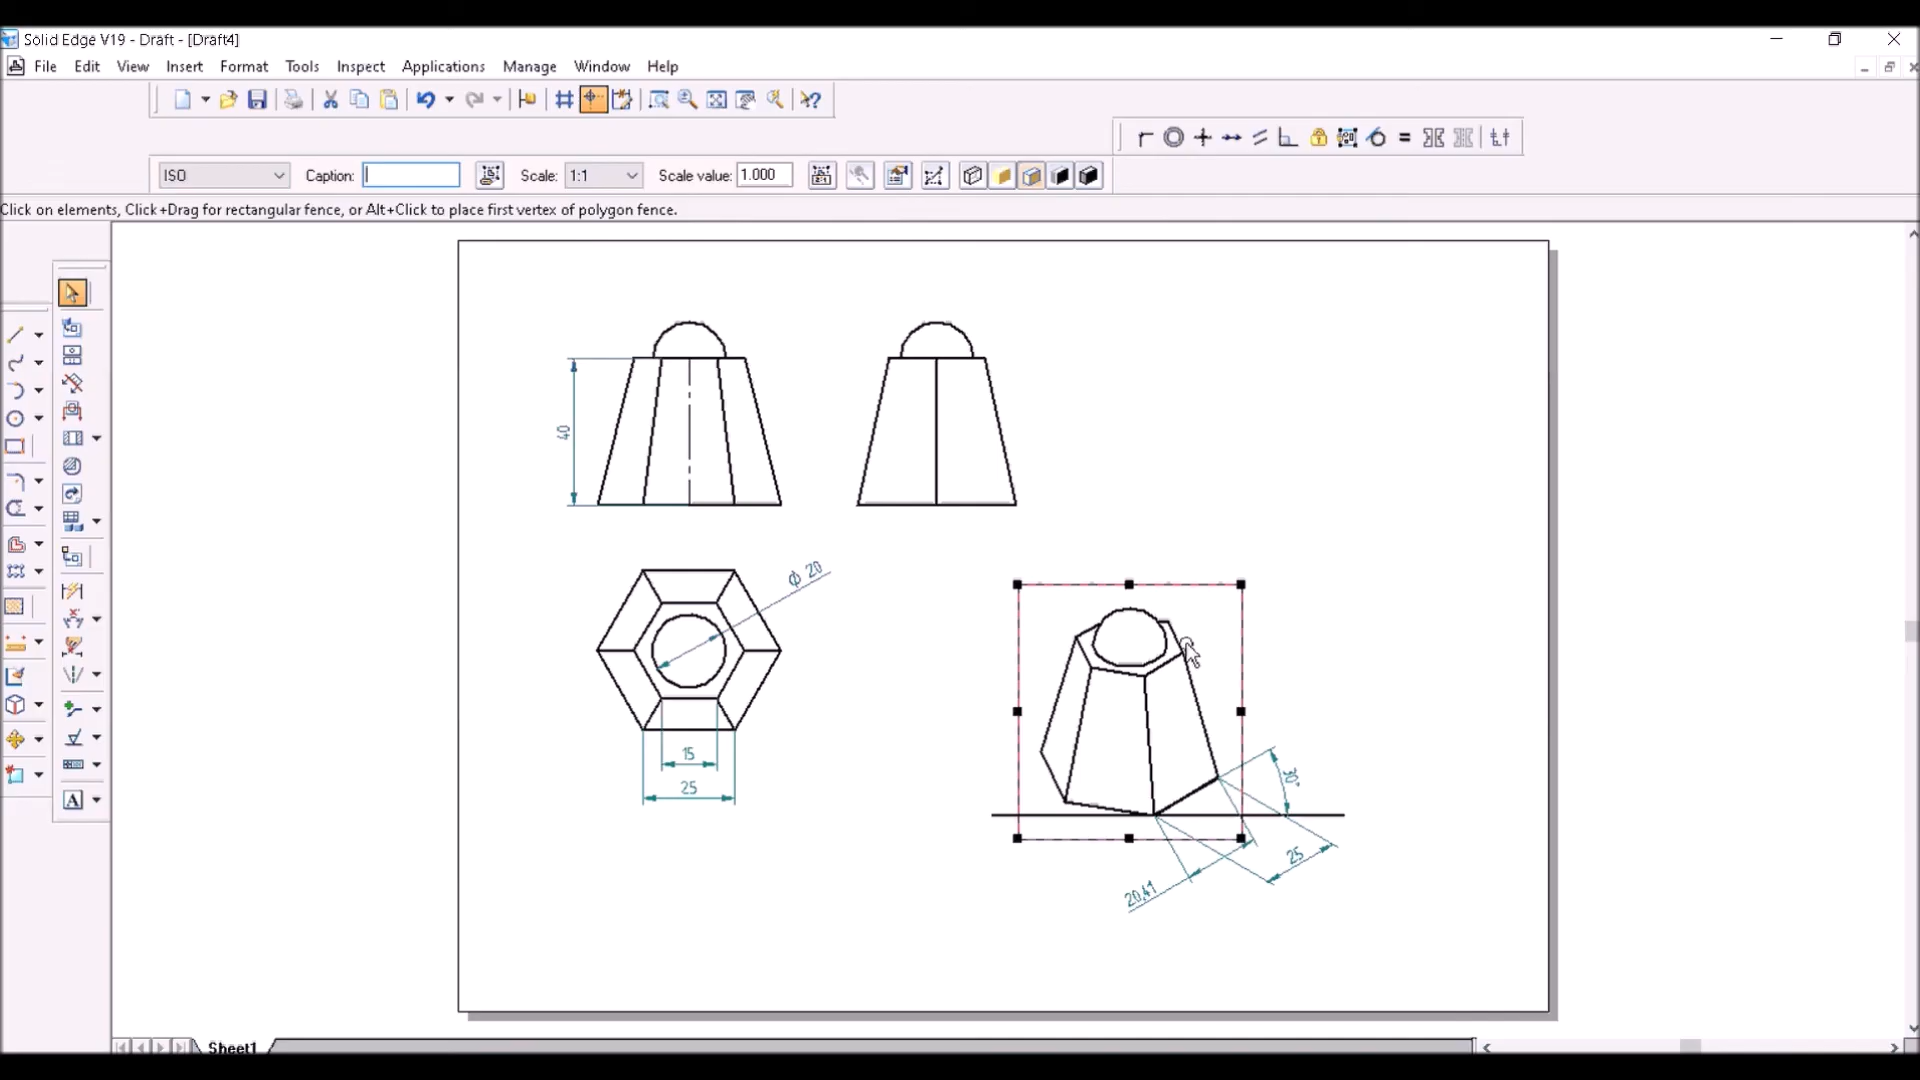 Solid Edge V19 - Draft - [Draft4]
File Edit View Insert Format Tools Inspect Applications Manage Window Help
ISO Caption: Scale: 1:1 Scale value: 1.000
Click on elements, Click+Drag for rectangular fence, or Alt+Click to place first vertex of polygon fence.
40
ϕ 20
15
25
30°
25
20,41
A
Sheet1